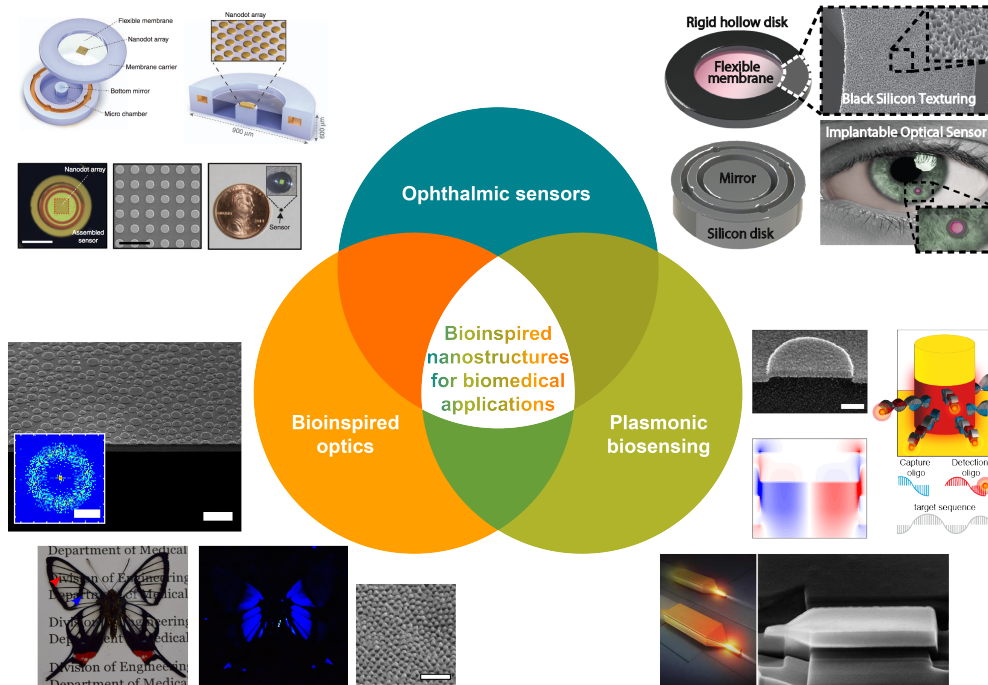 Nanodot array
Flexible membrane
Nanodot array
Membrane carrier
Bottom mirror
Micro chamber
900 µm
600 µm
Nanodot array
Assembled
sensor
Sensor
Rigid hollow disk
Flexible
membrane
Black Silicon Texturing
Implantable Optical Sensor
Mirror
Silicon disk
Ophthalmic sensors
Bioinspired
nanostructures
for biomedical
applications
Bioinspired
optics
Plasmonic
biosensing
Capture
oligo
Detection
oligo
target sequence
Department of Medical
Division of Engineering
Department of Medical
Division of Engineering
Department of Medical
Division of Engineering
Department of Medical